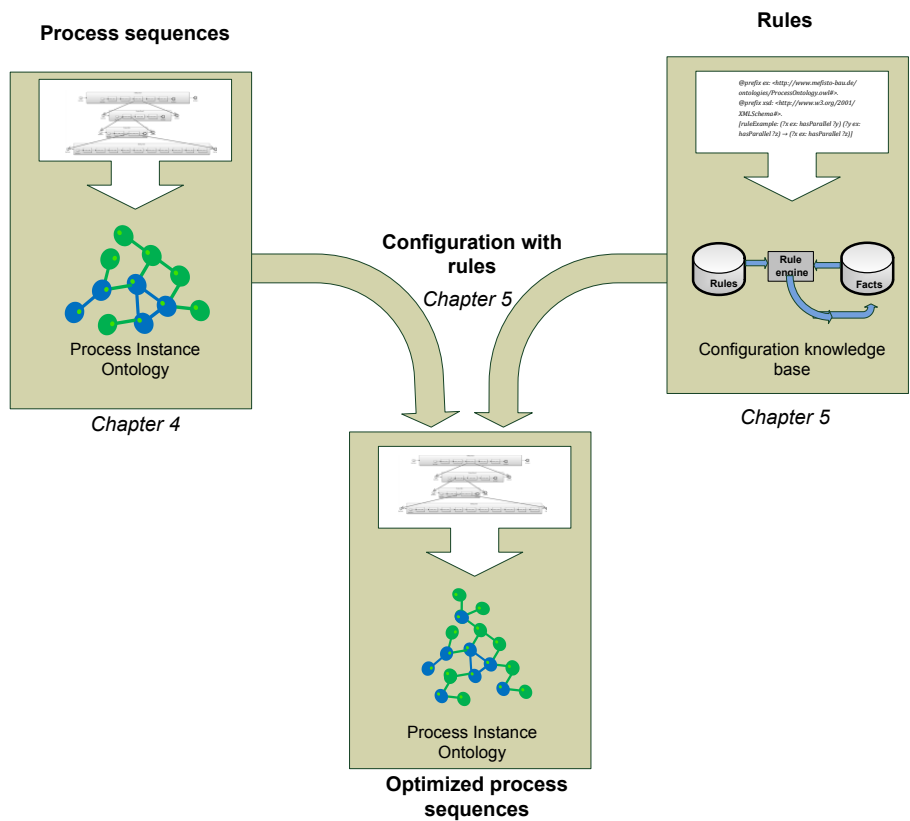 Process sequences
Rules
@prefix ex: <http://www.mefisto-bau.de/
ontologies/ProcessOntology.owl#>.
@prefix xsd: <http://www.w3.org/2001/
XMLSchema#>.
[ruleExample: (?x ex: hasParallel ?y) (?y ex:
hasParallel ?z) → (?x ex: hasParallel ?z)]
Configuration with
rules
Chapter 5
Rules
Rule
engine
Facts
Process Instance
Ontology
Configuration knowledge
base
Chapter 4
Chapter 5
Process Instance
Ontology
Optimized process
sequences